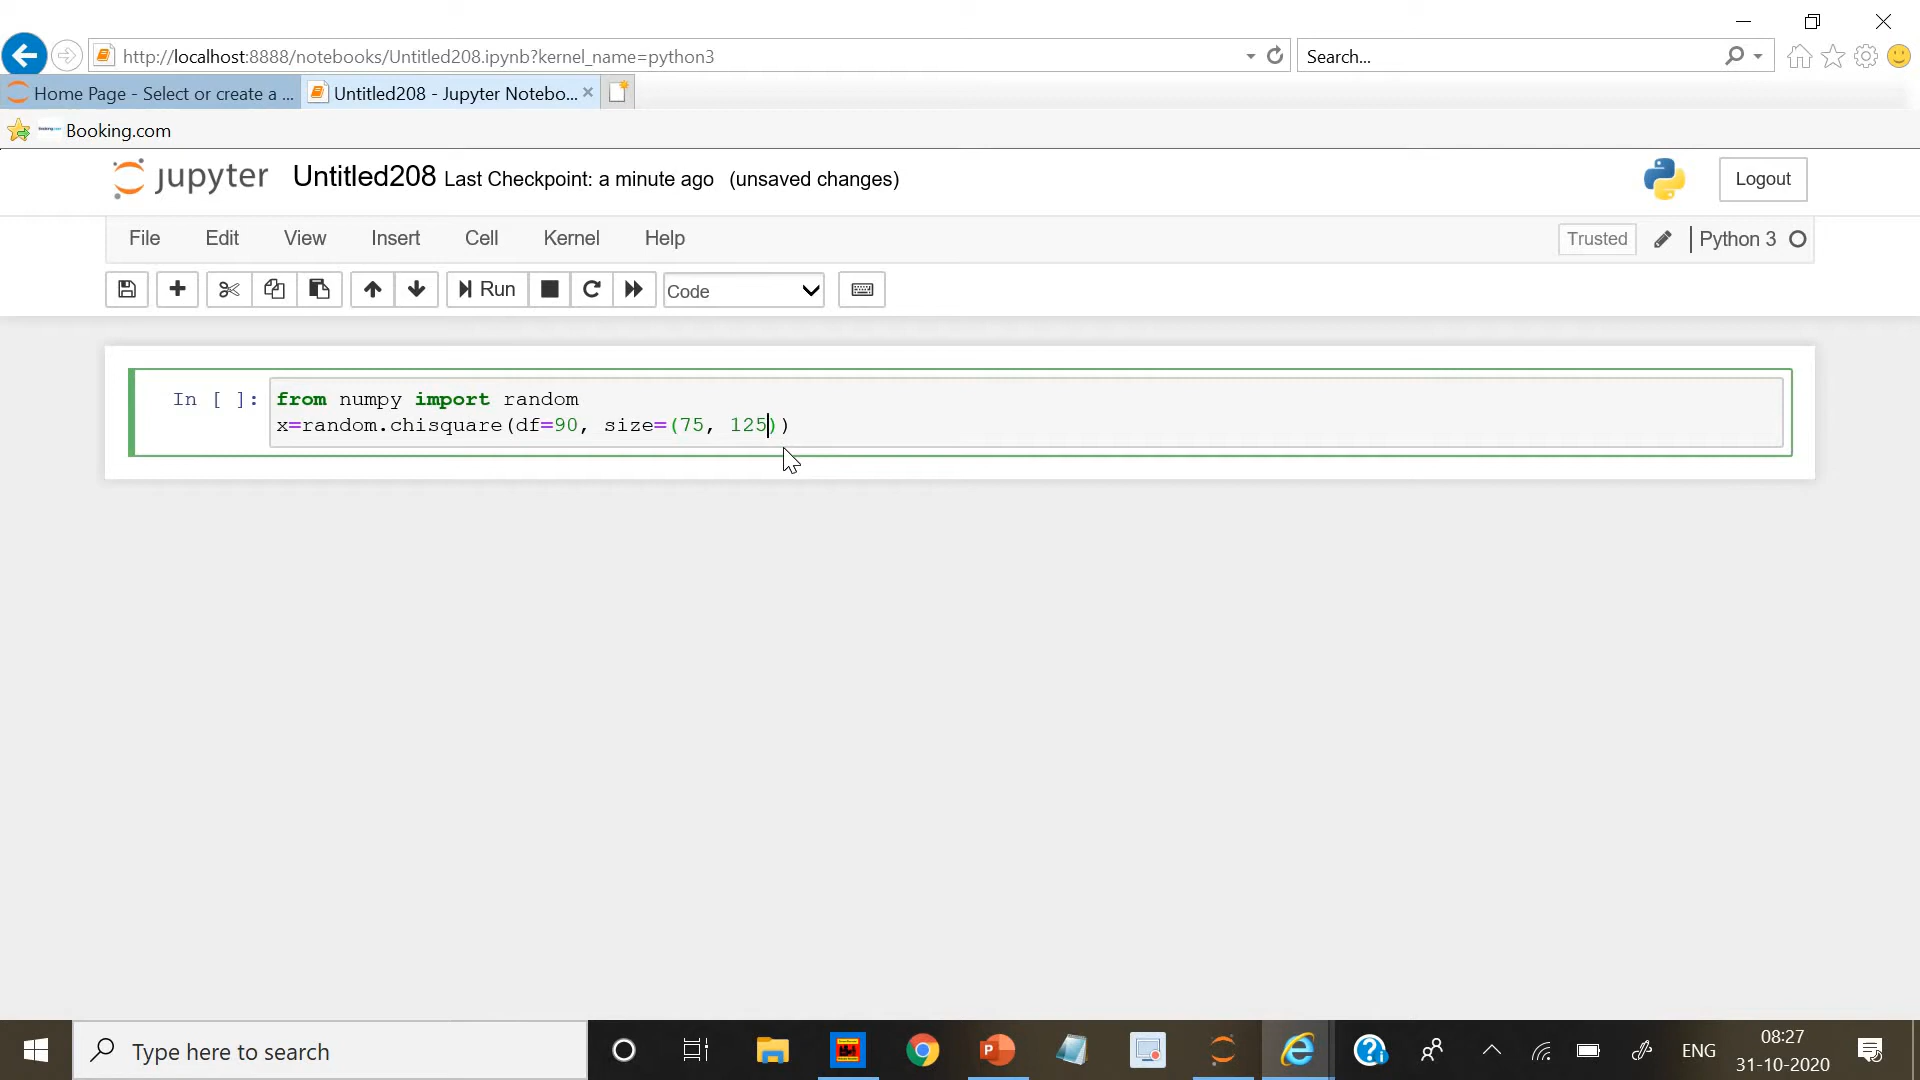 http://localhost:8888/notebooks/Untitled208.ipynb?kernel_name=python3
Search...
Home Page - Select or create a ...
Untitled208 - Jupyter Notebo...
Booking.com
jupyter Untitled208 Last Checkpoint: a minute ago (unsaved changes)
Logout
File Edit View Insert Cell Kernel Help
Trusted
Python 3
Run
Code
In [ ]: from numpy import random
x=random.chisquare(df=90, size=(75, 125))
Type here to search
ENG
08:27
31-10-2020